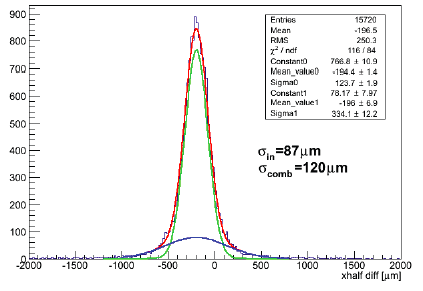 900
800
700
600
500
400
300
200
100
0
-2000 -1500 -1000 -500 0 500 1000 1500 2000
xhalf diff [μm]
Entries 15720
Mean -196.5
RMS 250.3
χ² / ndf 116 / 84
Constant0 766.8 ± 10.9
Mean_value0 -194.4 ± 1.4
Sigma0 123.7 ± 1.9
Constant1 78.17 ± 7.97
Mean_value1 -196 ± 6.9
Sigma1 334.1 ± 12.2
σin=87μm
σcomb=120μm